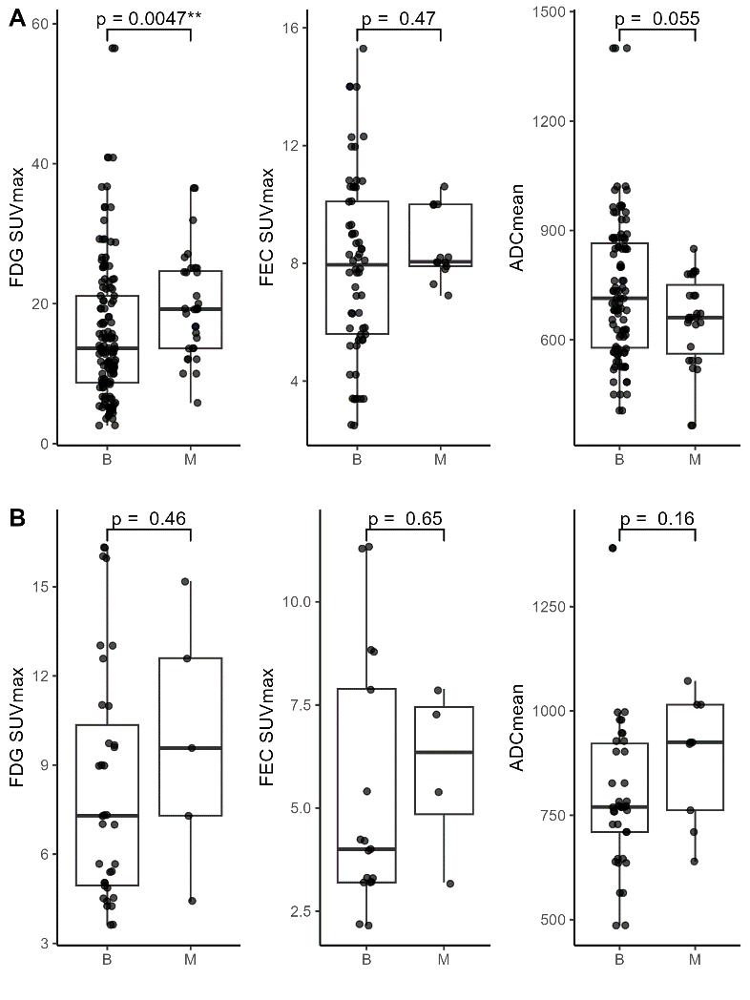 A
p = 0.0047**
p = 0.47
p = 0.055
FDG SUVmax
60
40
20
0
B M
FEC SUVmax
16
12
8
4
B M
ADCmean
1500
1200
900
600
B M
B
p = 0.46
p = 0.65
p = 0.16
FDG SUVmax
15
12
9
6
3
B M
FEC SUVmax
10.0
7.5
5.0
2.5
B M
ADCmean
1250
1000
750
500
B M